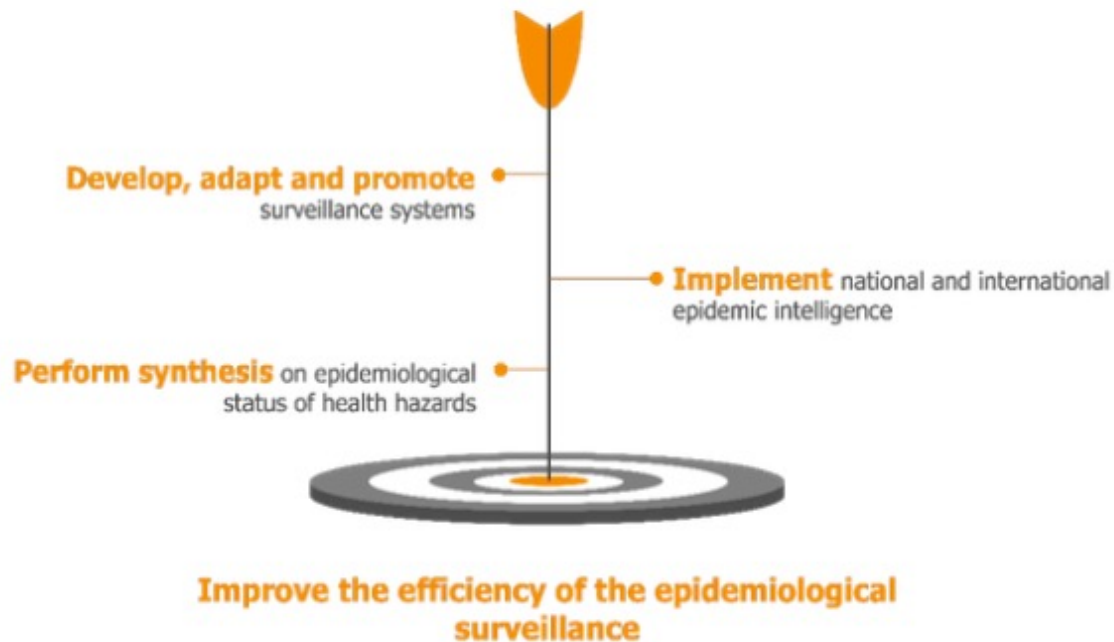 Develop, adapt and promote
surveillance systems
Implement national and international
epidemic intelligence
Perform synthesis on epidemiological
status of health hazards
Improve the efficiency of the epidemiological
surveillance